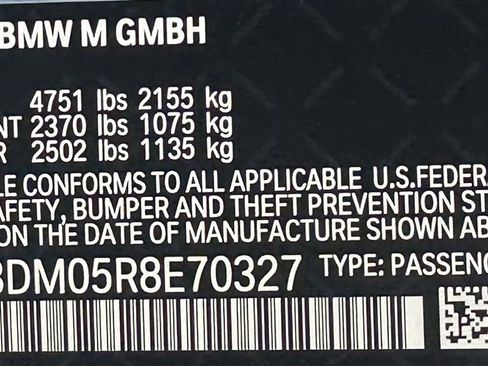 BMW M GMBH
4751 lbs 2155 kg
NT 2370 lbs 1075 kg
R 2502 lbs 1135 kg
LE CONFORMS TO ALL APPLICABLE U.S.FEDER
AFETY, BUMPER AND THEFT PREVENTION ST
ON THE DATE OF MANUFACTURE SHOWN AB
3DM05R8E70327 TYPE: PASSENG